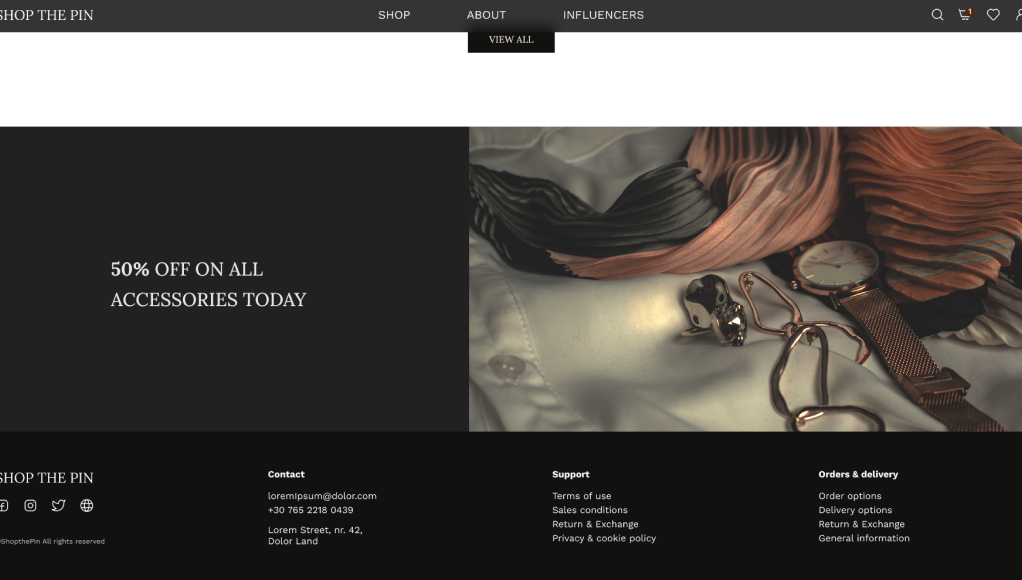 SHOP THE PIN
SHOP
ABOUT
INFLUENCERS
1
VIEW ALL
50% OFF ON ALL
ACCESSORIES TODAY
SHOP THE PIN
©ShopthePin All rights reserved
Contact
loremipsum@dolor.com
+30 765 2218 0439
Lorem Street, nr. 42,
Dolor Land
Support
Terms of use
Sales conditions
Return & Exchange
Privacy & cookie policy
Orders & delivery
Order options
Delivery options
Return & Exchange
General information